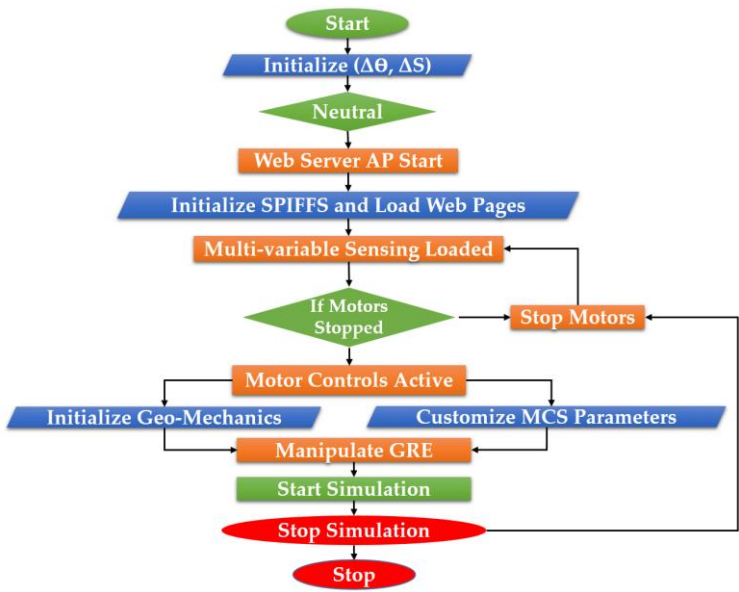 Start
Initialize (ΔΘ, ΔS)
Neutral
Web Server AP Start
Initialize SPIFFS and Load Web Pages
Multi-variable Sensing Loaded
If Motors
Stopped
Stop Motors
Motor Controls Active
Initialize Geo-Mechanics
Customize MCS Parameters
Manipulate GRE
Start Simulation
Stop Simulation
Stop